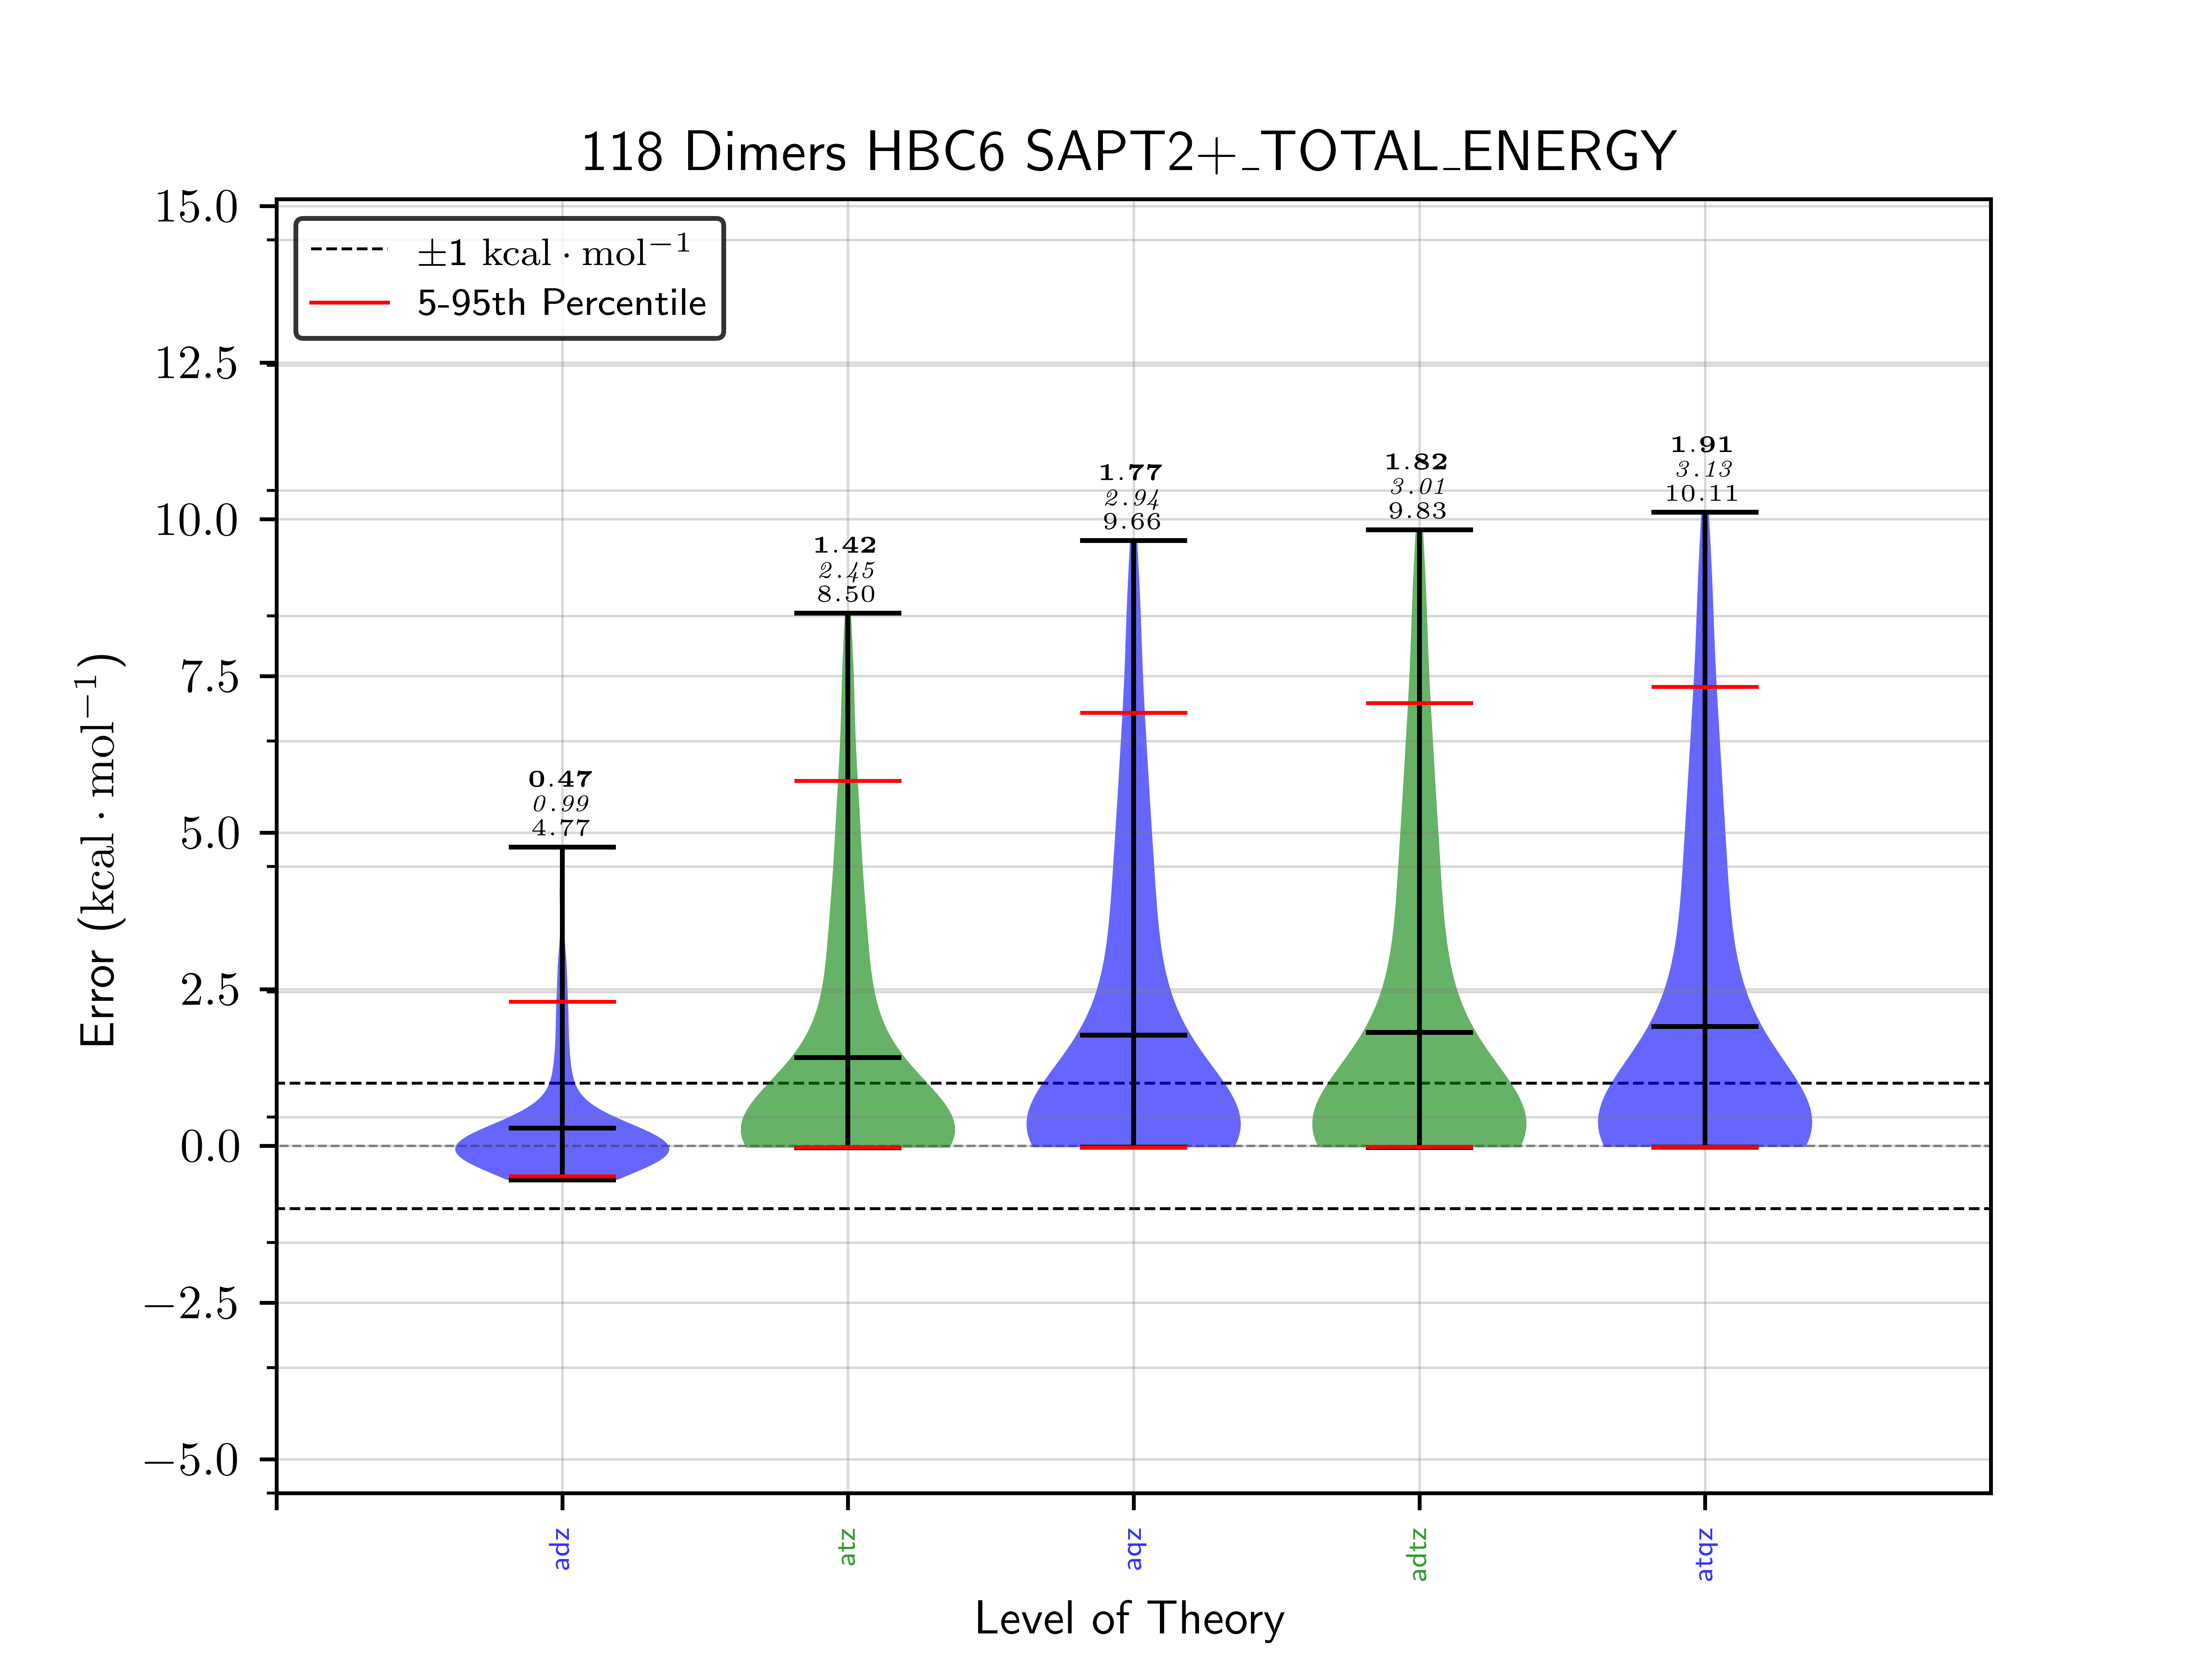 118 Dimers HBC6 SAPT2+_TOTAL_ENERGY
15.0
12.5
10.0
7.5
5.0
2.5
0.0
−2.5
−5.0
Error (kcal · mol⁻¹)
±1 kcal · mol⁻¹
5-95th Percentile
0.47
0.99
4.77
1.42
2.45
8.50
1.77
2.94
9.66
1.82
3.01
9.83
1.91
3.13
10.11
adz
atz
aqz
adtz
atqz
Level of Theory